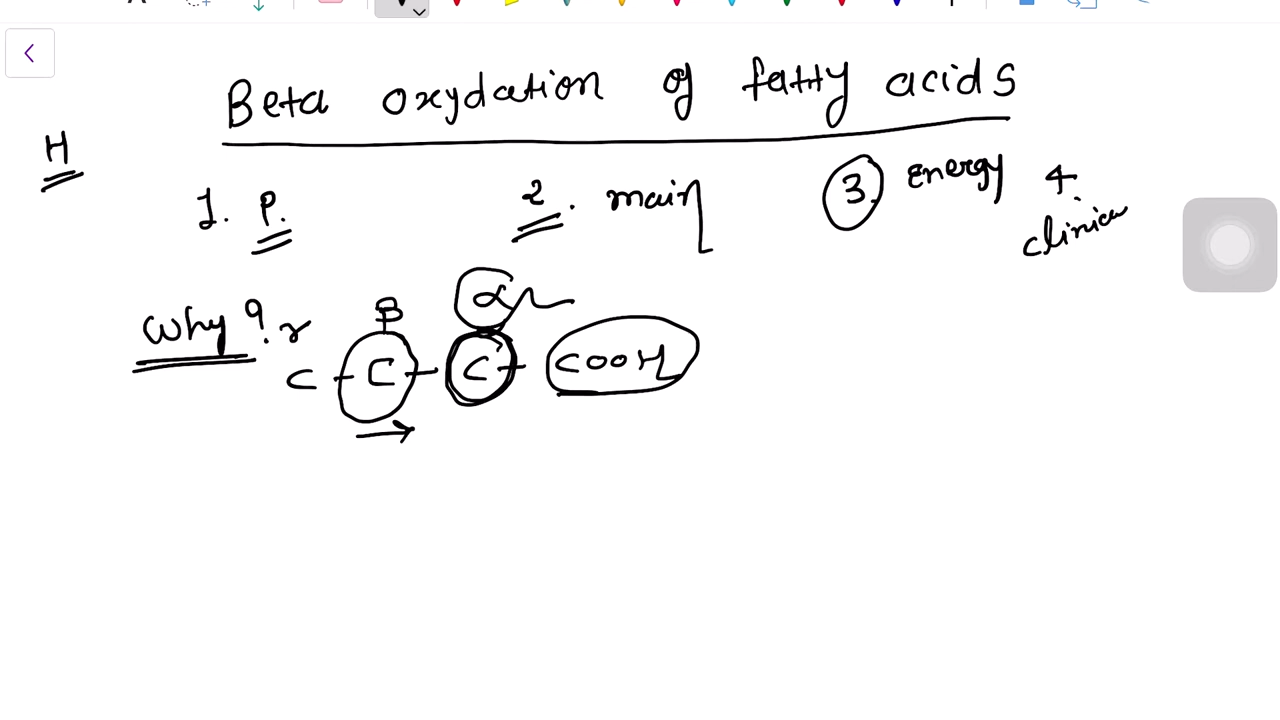 Beta oxydation of fatty acids
H
1. P. 2. main 3. Energy 4. clinica
Why? γ β α
C - C - C - COOH